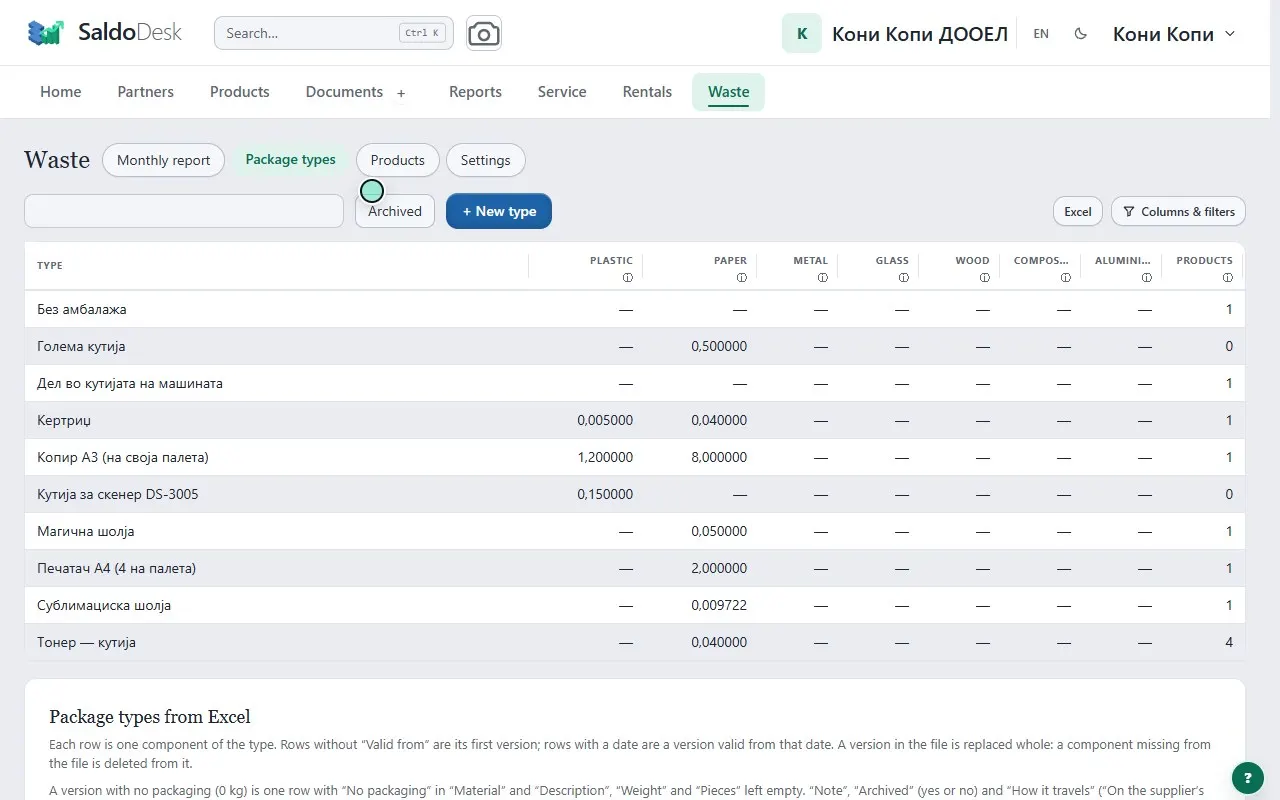 SaldoDesk
Search... Ctrl K
K Кони Копи ДООЕЛ EN Кони Копи
Home Partners Products Documents + Reports Service Rentals Waste
Waste Monthly report Package types Products Settings
Archived + New type Excel Columns & filters
TYPE PLASTIC PAPER METAL GLASS WOOD COMPOS... ALUMINI... PRODUCTS
Без амбалажа — — — — — — — 1
Голема кутија — 0,500000 — — — — — 0
Дел во кутијата на машината — — — — — — — 1
Кертриџ 0,005000 0,040000 — — — — — 1
Копир А3 (на своја палета) 1,200000 8,000000 — — — — — 1
Кутија за скенер DS-3005 0,150000 — — — — — — 0
Магична шолја — 0,050000 — — — — — 1
Печатач А4 (4 на палета) — 2,000000 — — — — — 1
Сублимациска шолја — 0,009722 — — — — — 1
Тонер — кутија — 0,040000 — — — — — 4
Package types from Excel
Each row is one component of the type. Rows without “Valid from” are its first version; rows with a date are a version valid from that date. A version in the file is replaced whole: a component missing from
the file is deleted from it.
A version with no packaging (0 kg) is one row with “No packaging” in “Material” and “Description”, “Weight” and “Pieces” left empty. “Note”, “Archived” (yes or no) and “How it travels” (“On the supplier’s
?